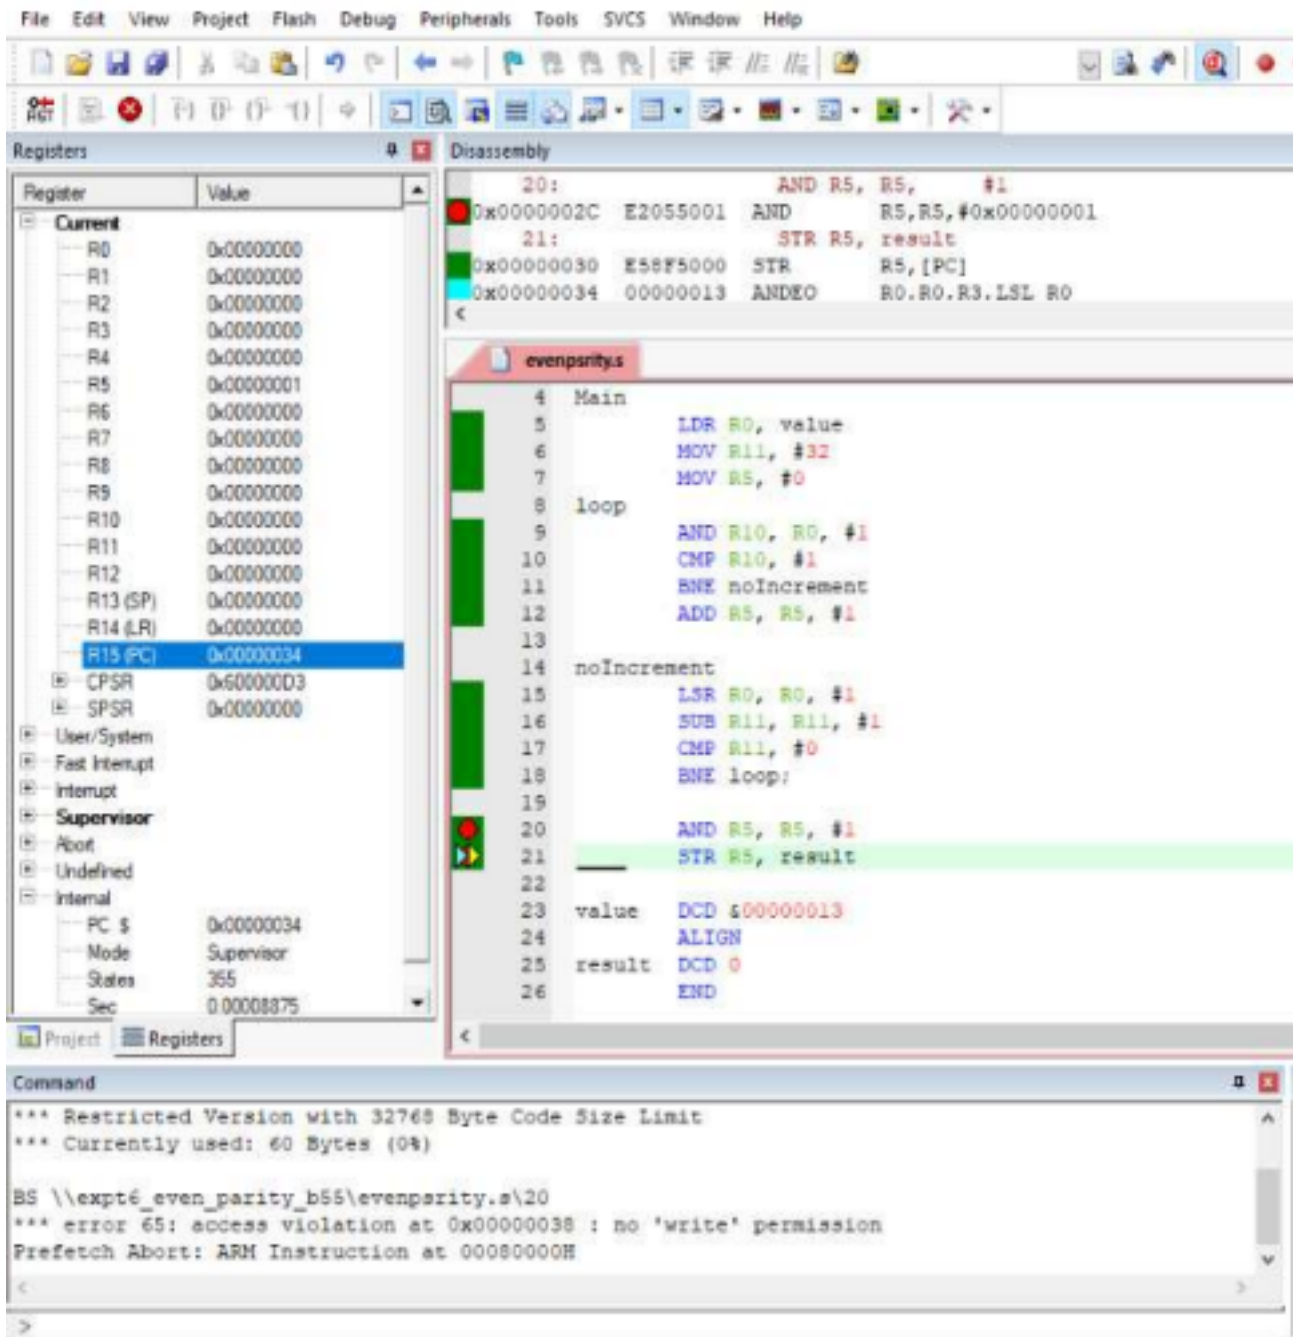 File Edit View Project Flash Debug Peripherals Tools SVCS Window Help
Registers
Register Value
Current
R0 0x00000000
R1 0x00000000
R2 0x00000000
R3 0x00000000
R4 0x00000000
R5 0x00000001
R6 0x00000000
R7 0x00000000
R8 0x00000000
R9 0x00000000
R10 0x00000000
R11 0x00000000
R12 0x00000000
R13 (SP) 0x00000000
R14 (LR) 0x00000000
R15 (PC) 0x00000034
CPSR 0x600000D3
SPSR 0x00000000
User/System
Fast Interrupt
Interrupt
Supervisor
Abort
Undefined
Internal
PC $ 0x00000034
Mode Supervisor
States 355
Sec 0.00008875
Project Registers
Disassembly
20: AND R5, R5, #1
0x0000002C E2055001 AND R5,R5,#0x00000001
21: STR R5, result
0x00000030 E58F5000 STR R5,[PC]
0x00000034 00000013 ANDEQ R0,R0,R3,LSL R0
evenpsrity.s
4 Main
5 LDR R0, value
6 MOV R11, #32
7 MOV R5, #0
8 loop
9 AND R10, R0, #1
10 CMP R10, #1
11 BNE noIncrement
12 ADD R5, R5, #1
13
14 noIncrement
15 LSR R0, R0, #1
16 SUB R11, R11, #1
17 CMP R11, #0
18 BNE loop;
19
20 AND R5, R5, #1
21 STR R5, result
22
23 value DCD &00000013
24 ALIGN
25 result DCD 0
26 END
Command
*** Restricted Version with 32768 Byte Code Size Limit
*** Currently used: 60 Bytes (0%)
BS \\expt6_even_parity_b55\evenpsrity.s\20
*** error 65: access violation at 0x00000038 : no 'write' permission
Prefetch Abort: ARM Instruction at 00080000H
>